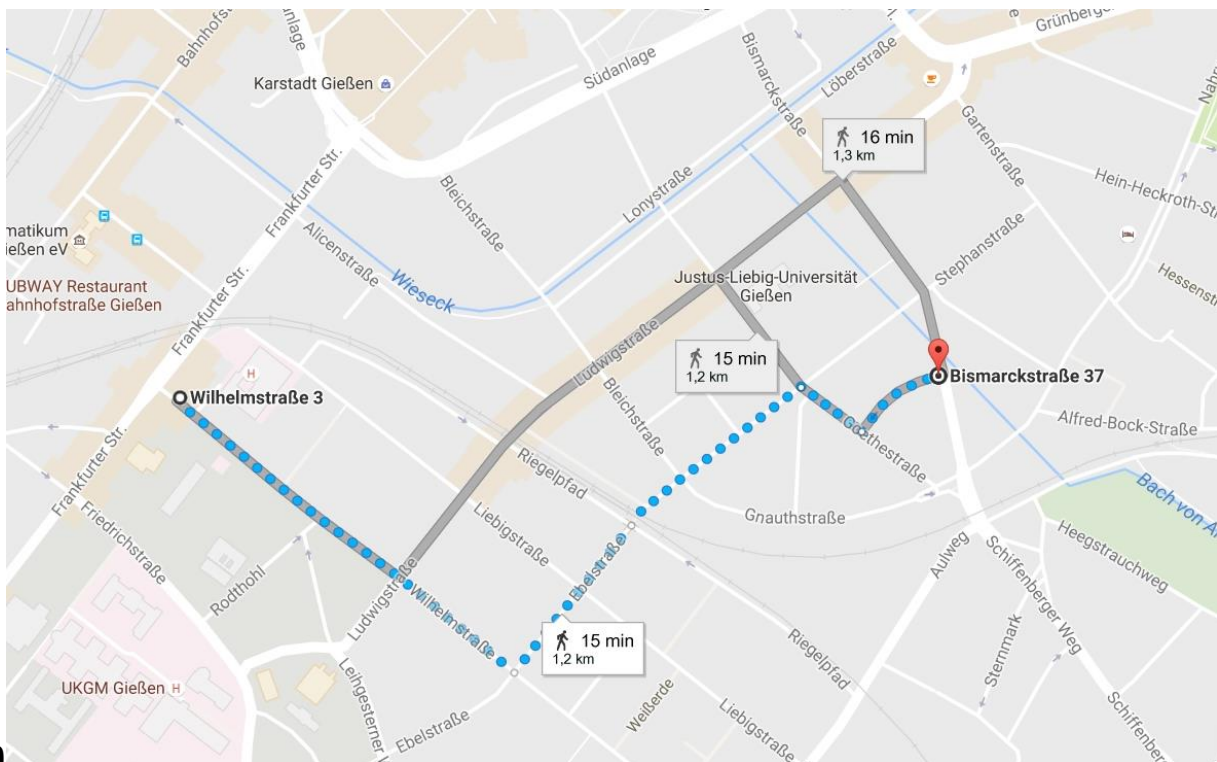 Bahnhofstr
anlage
Karstadt Gießen
Südanlage
Bismarckstraße
Löberstraße
Grünberger
Nahr
Gartenstraße
16 min
1,3 km
Hein-Heckroth-St
Frankfurter Str.
Frankfurter Str.
Bleichstraße
Lonystraße
Alicenstraße
Wieseck
matikum
ießen eV
UBWAY Restaurant
ahnhofstraße Gießen
Justus-Liebig-Universität
Gießen
Stephanstraße
Hessenstr
Ludwigstraße
15 min
1,2 km
H
Wilhelmstraße 3
Bismarckstraße 37
Bleichstraße
Goethestraße
Alfred-Bock-Straße
Frankfurter Str.
Friedrichstraße
Riegelpfad
Liebigstraße
Gnauthstraße
Bach von A
Heegstrauchweg
Aulweg
Schiffenberger Weg
Ebelstraße
Rodthohl
Ludwigstraße
Wilhelmstraße
15 min
1,2 km
Riegelpfad
Sternmark
UKGM Gießen H
Leihgesterner
Ebelstraße
Weißerde
Liebigstraße
Schiffenberg